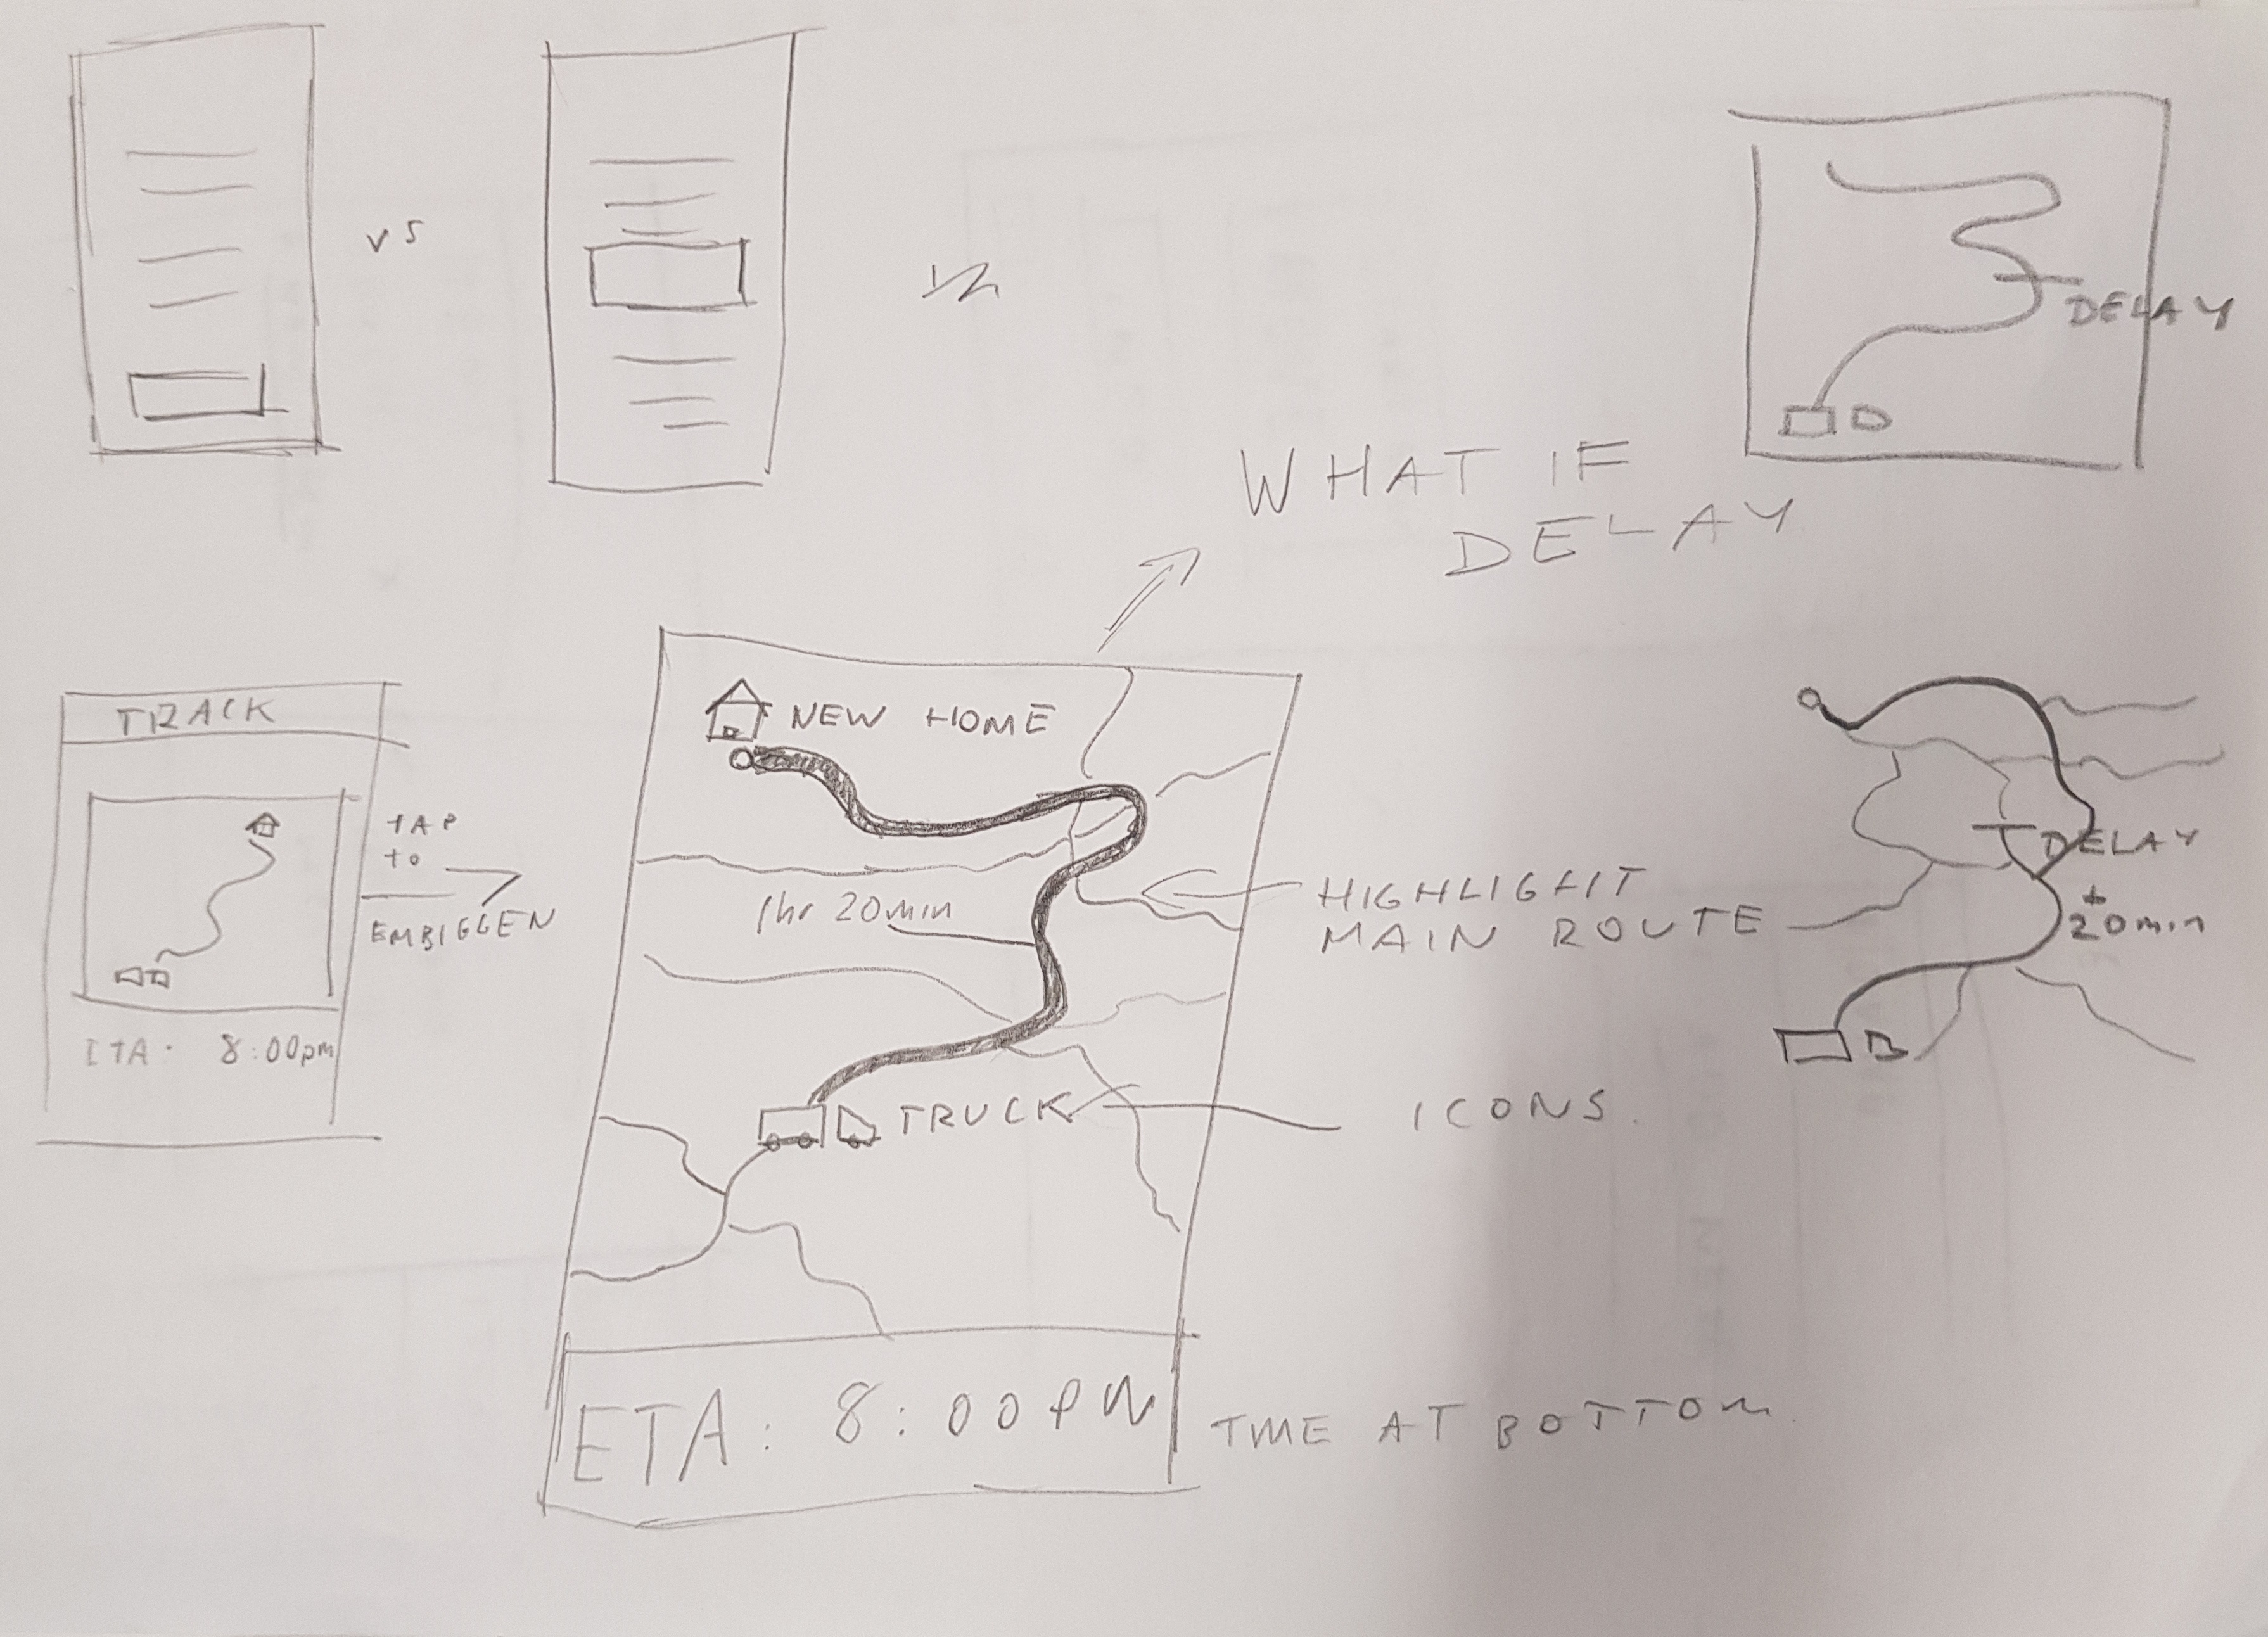 vs
DELAY
WHAT IF
DELAY
TRACK
TAP
TO
EMBIGGEN
ETA: 8:00pm
NEW HOME
1hr 20min
HIGHLIGHT
MAIN ROUTE
TRUCK
ICONS.
ETA: 8:00PM
TIME AT BOTTOM.
DELAY
+
20min